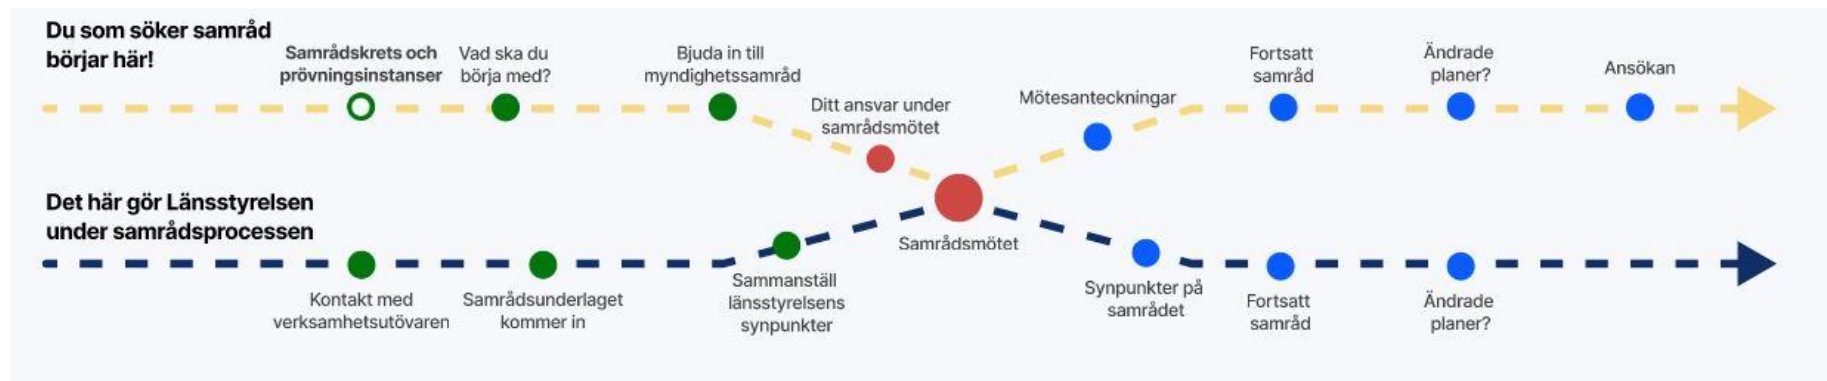 Du som söker samråd
börjar här!
Samrådskrets och
prövningsinstanser
Vad ska du
börja med?
Bjuda in till
myndighetssamråd
Ditt ansvar under
samrådsmötet
Mötesanteckningar
Fortsatt
samråd
Ändrade
planer?
Ansökan
Samrådsmötet
Det här gör Länsstyrelsen
under samrådsprocessen
Kontakt med
verksamhetsutövaren
Samrådsunderlaget
kommer in
Sammanställ
länsstyrelsens
synpunkter
Synpunkter på
samrådet
Fortsatt
samråd
Ändrade
planer?